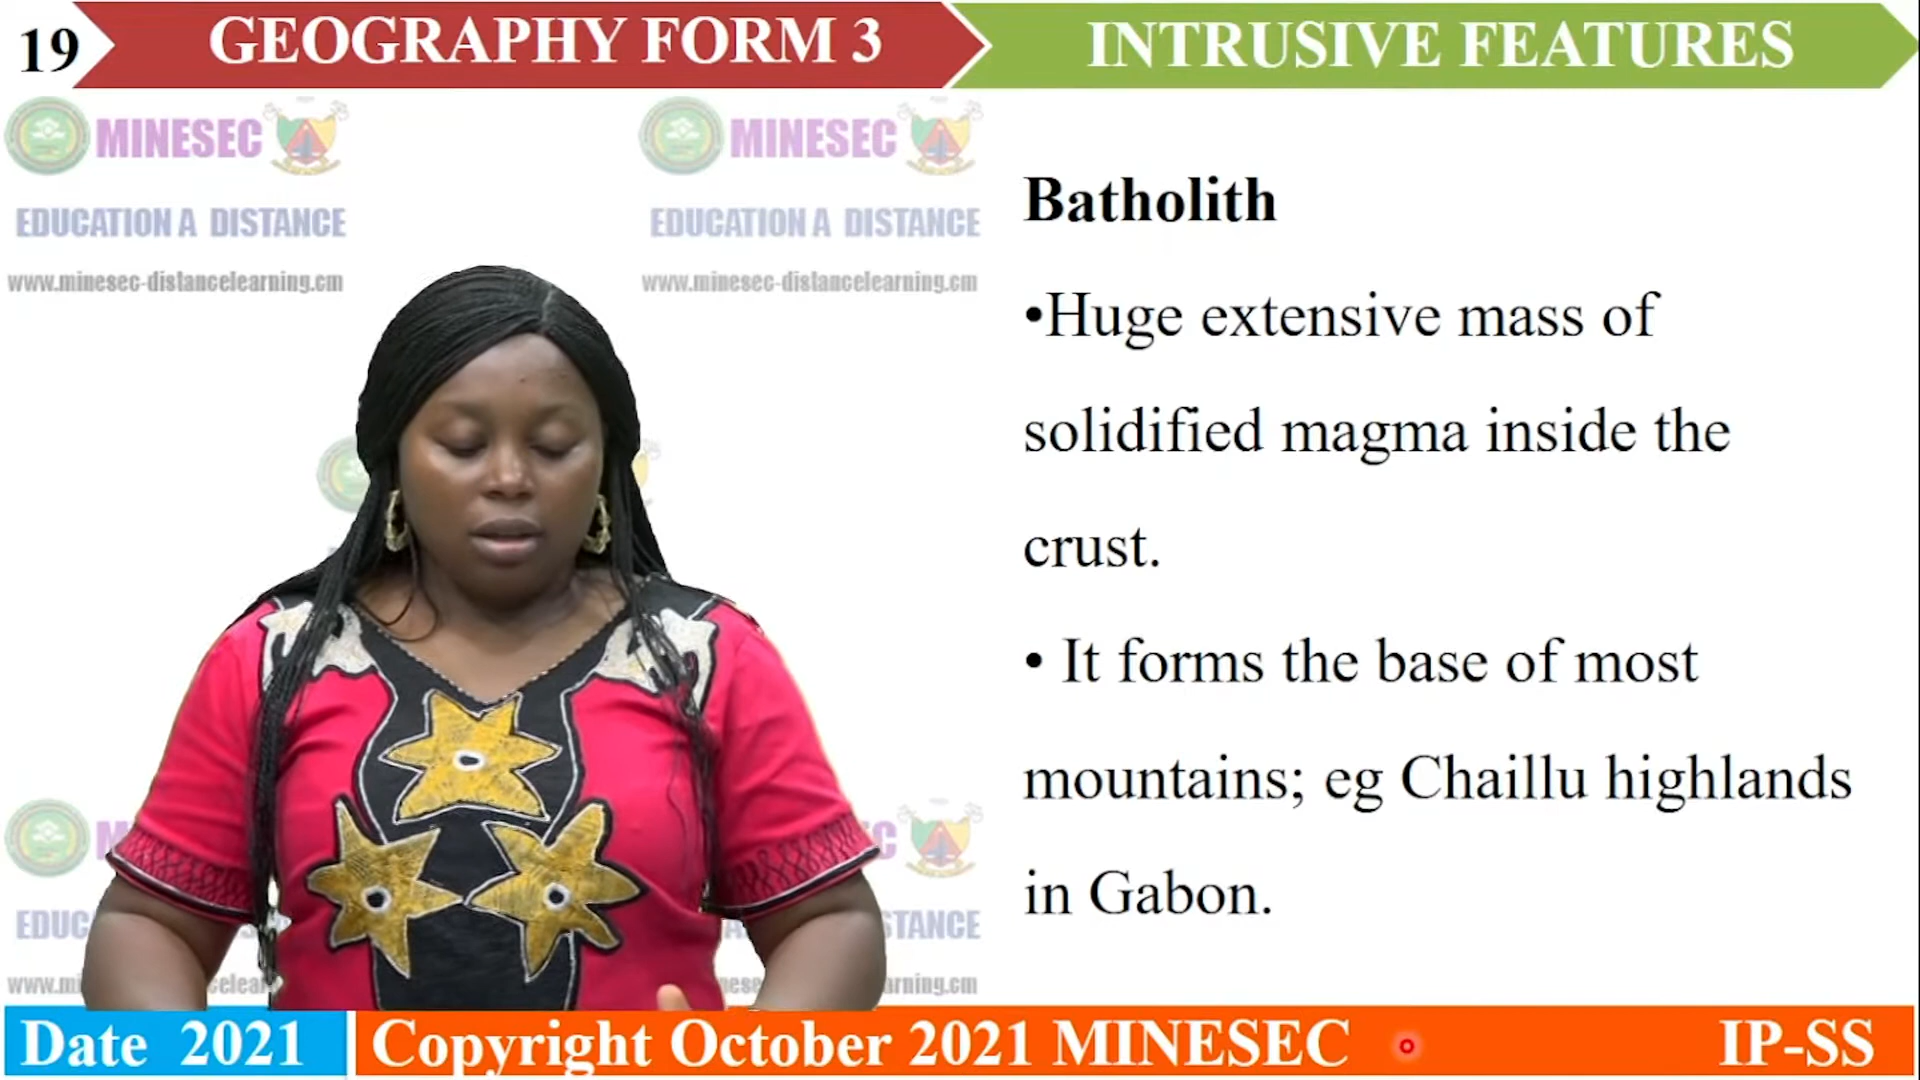 19
GEOGRAPHY FORM 3
INTRUSIVE FEATURES
MINESEC
MINESEC
EDUCATION A DISTANCE
EDUCATION A DISTANCE
www.minesec-distancelearning.cm
www.minesec-distancelearning.cm
Batholith
•Huge extensive mass of
solidified magma inside the
crust.
• It forms the base of most
mountains; eg Chaillu highlands
in Gabon.
Date 2021
Copyright October 2021 MINESEC
IP-SS